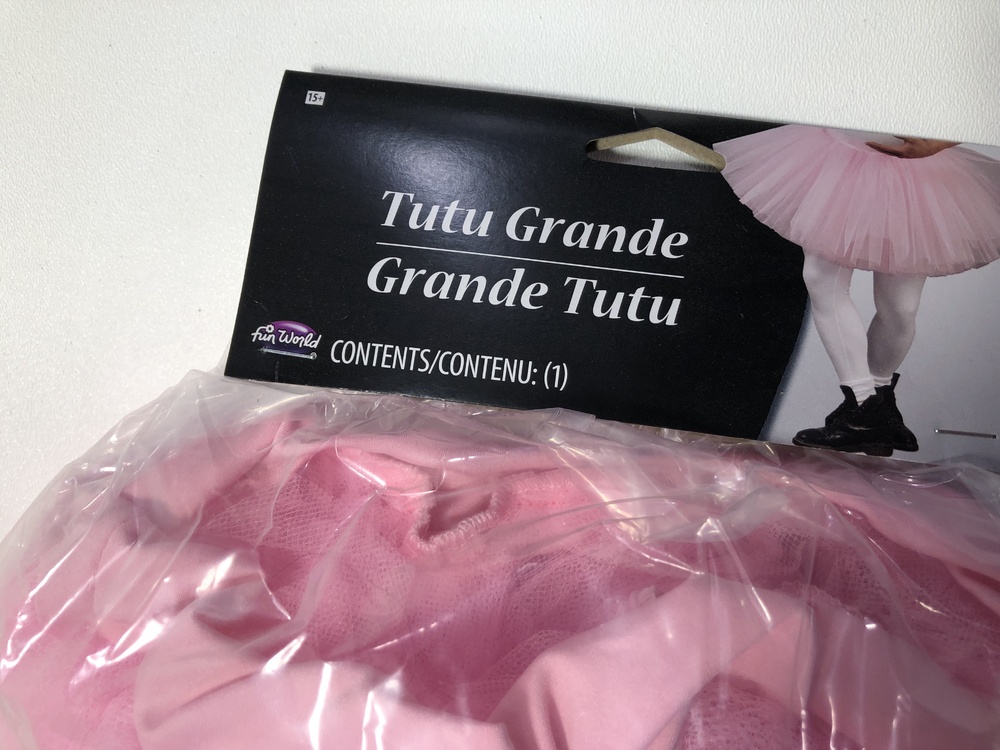 15+
Tutu Grande
Grande Tutu
fun World
CONTENTS/CONTENU: (1)